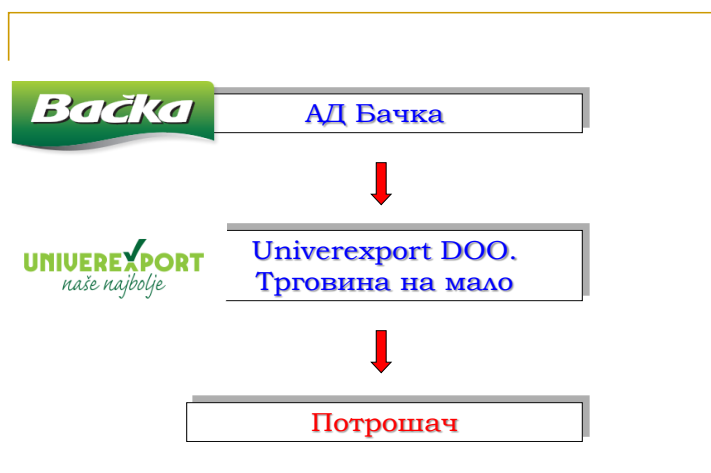 Bačka
АД Бачка
UNIVEREXPORT
naše najbolje
Univerexport DOO.
Трговина на мало
Потрошач